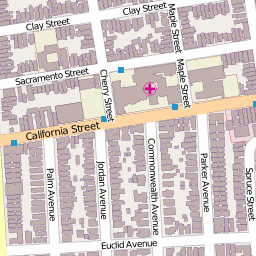 Clay Street
Clay Street
Maple Street
Sacramento Street
Cherry Street
Maple Street
California Street
Palm Avenue
Jordan Avenue
Commonwealth Avenue
Parker Avenue
Spruce Street
Euclid Avenue